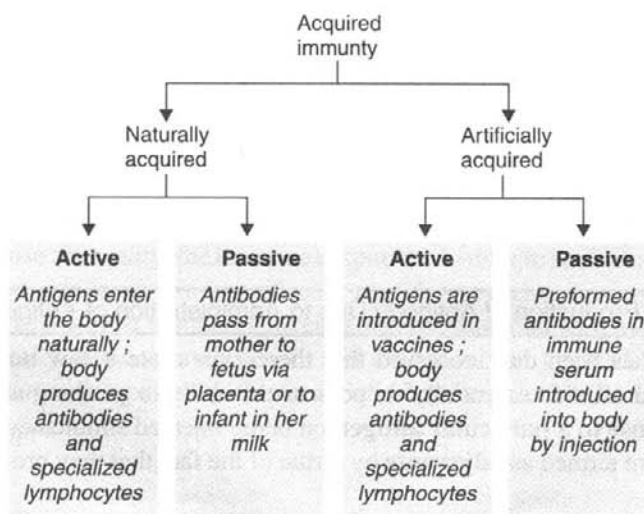 Acquired
immunty
Naturally
acquired
Artificially
acquired
Active
Antigens enter
the body
naturally ;
body
produces
antibodies
and
specialized
lymphocytes
Passive
Antibodies
pass from
mother to
fetus via
placenta or to
infant in her
milk
Active
Antigens are
introduced in
vaccines ;
body
produces
antibodies
and
specialized
lymphocytes
Passive
Preformed
antibodies in
immune
serum
introduced
into body
by injection